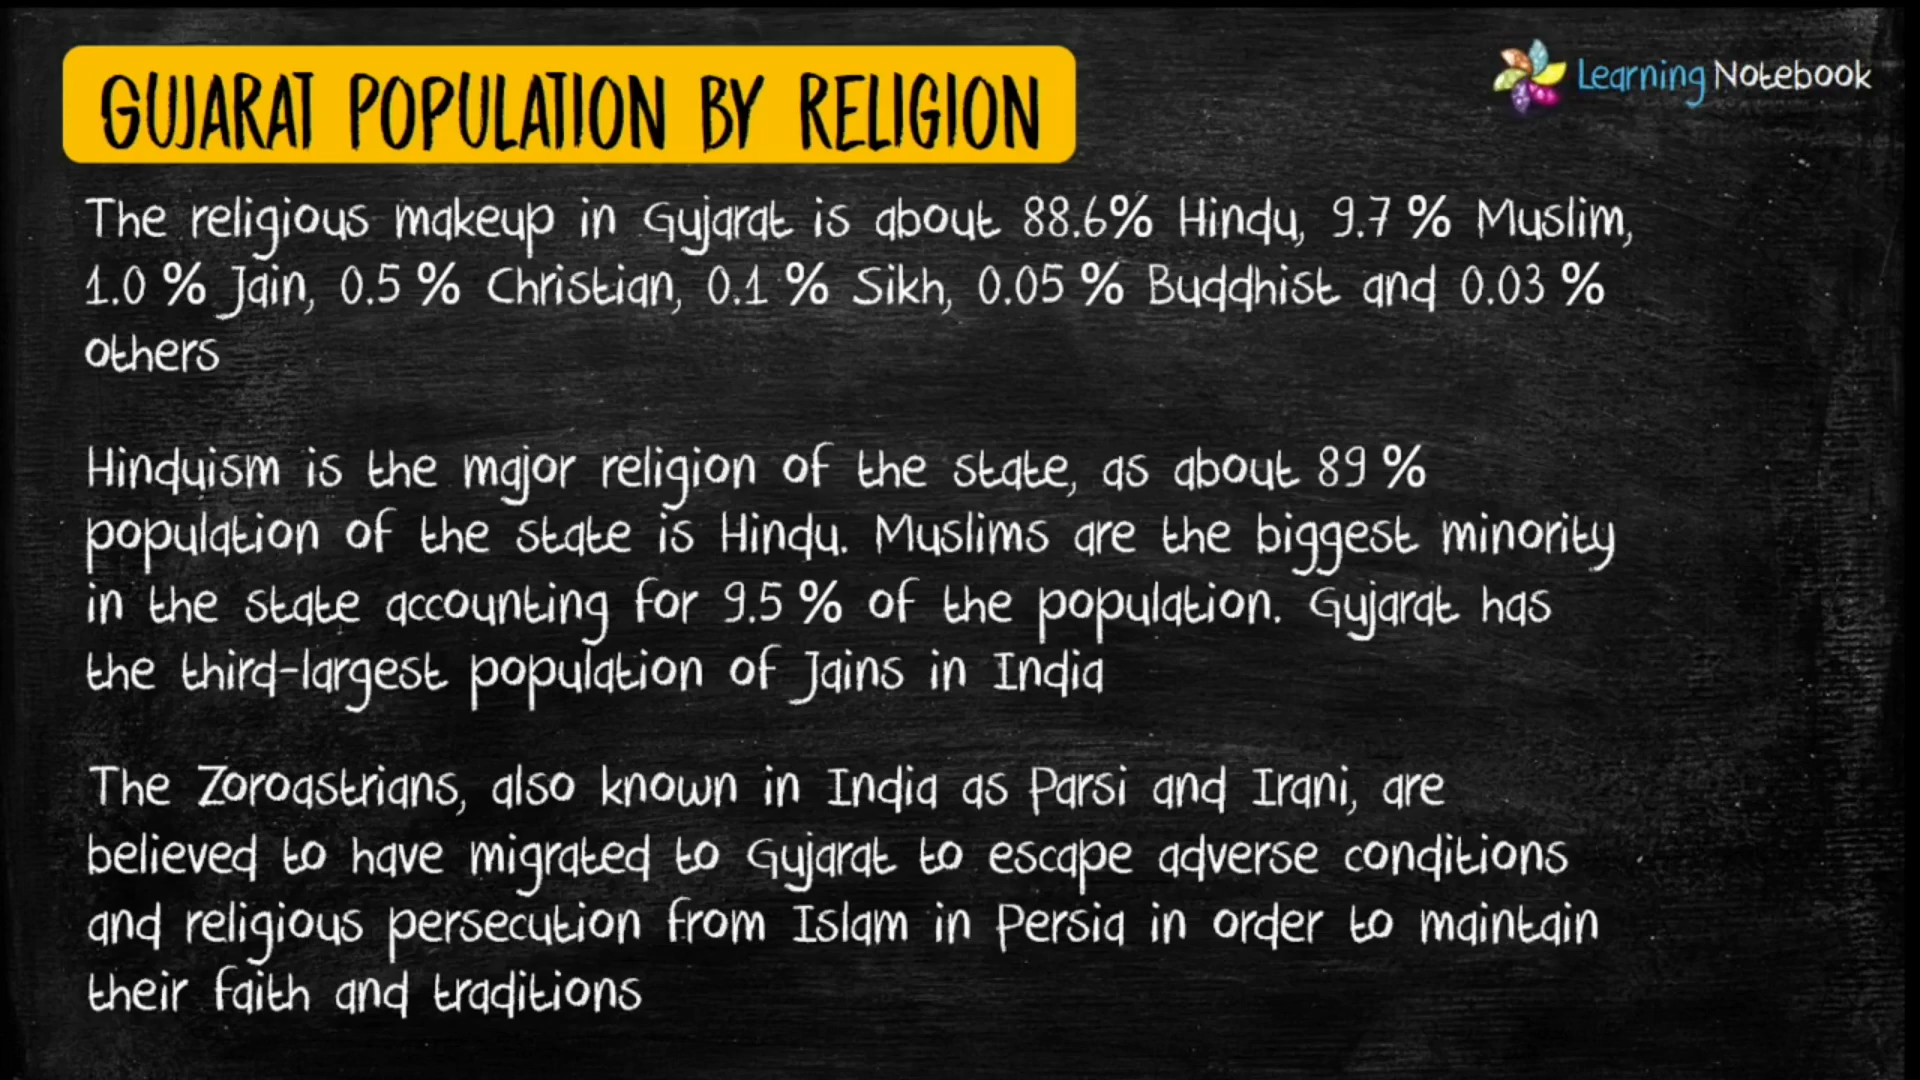 GUJARAT POPULATION BY RELIGION
Learning Notebook
The religious makeup in Gujarat is about 88.6% Hindu, 9.7 % Muslim,
1.0 % Jain, 0.5 % Christian, 0.1 % Sikh, 0.05 % Buddhist and 0.03 %
others
Hinduism is the major religion of the state, as about 89 %
population of the state is Hindu. Muslims are the biggest minority
in the state accounting for 9.5 % of the population. Gujarat has
the third-largest population of Jains in India
The Zoroastrians, also known in India as Parsi and Irani, are
believed to have migrated to Gujarat to escape adverse conditions
and religious persecution from Islam in Persia in order to maintain
their faith and traditions